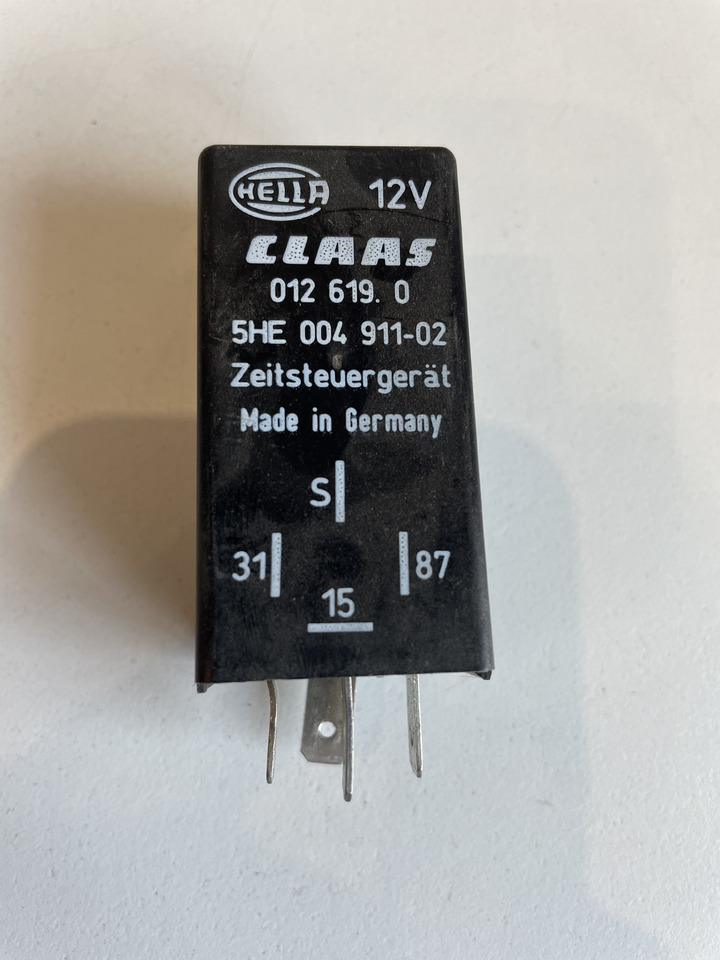 HELLA 12V
CLAAS
012 619. 0
5HE 004 911-02
Zeitsteuergerät
Made in Germany
S
31 87
15